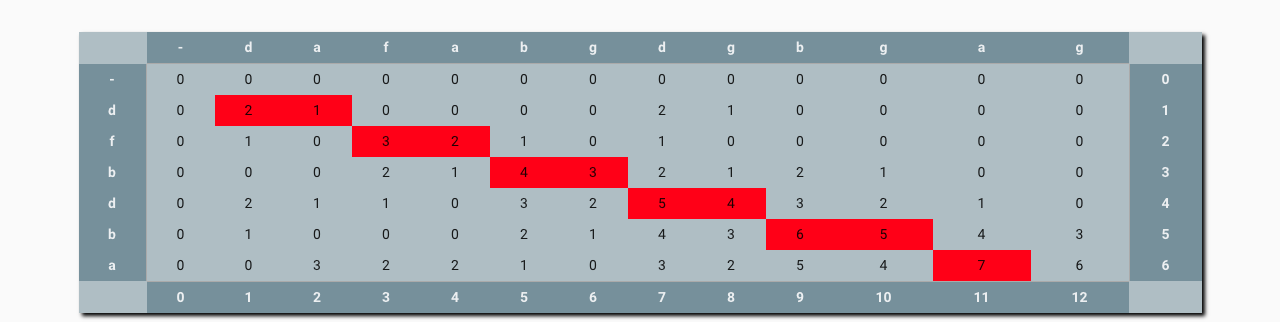 - d a f a b g d g b g a g
- 0 0 0 0 0 0 0 0 0 0 0 0 0 0
d 0 2 1 0 0 0 0 2 1 0 0 0 0 1
f 0 1 0 3 2 1 0 1 0 0 0 0 0 2
b 0 0 0 2 1 4 3 2 1 2 1 0 0 3
d 0 2 1 1 0 3 2 5 4 3 2 1 0 4
b 0 1 0 0 0 2 1 4 3 6 5 4 3 5
a 0 0 3 2 2 1 0 3 2 5 4 7 6 6
0 1 2 3 4 5 6 7 8 9 10 11 12